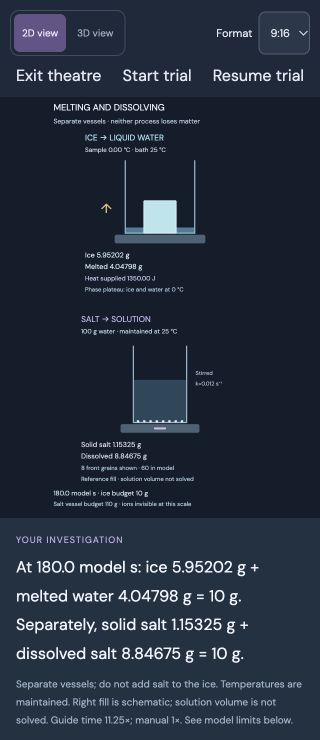 2D view
3D view
Format
9:16
Exit theatre
Start trial
Resume trial
MELTING AND DISSOLVING
Separate vessels · neither process loses matter
ICE → LIQUID WATER
Sample 0.00 °C · bath 25 °C
Ice 5.95202 g
Melted 4.04798 g
Heat supplied 1350.00 J
Phase plateau: ice and water at 0 °C
SALT → SOLUTION
100 g water · maintained at 25 °C
Stirred
k=0.012 s⁻¹
Solid salt 1.15325 g
Dissolved 8.84675 g
8 front grains shown · 60 in model
Reference fill · solution volume not solved
180.0 model s · ice budget 10 g
Salt vessel budget 110 g · ions invisible at this scale
YOUR INVESTIGATION
At 180.0 model s: ice 5.95202 g +
melted water 4.04798 g = 10 g.
Separately, solid salt 1.15325 g +
dissolved salt 8.84675 g = 10 g.
Separate vessels; do not add salt to the ice. Temperatures are
maintained. Right fill is schematic; solution volume is not
solved. Guide time 11.25×; manual 1×. See model limits below.